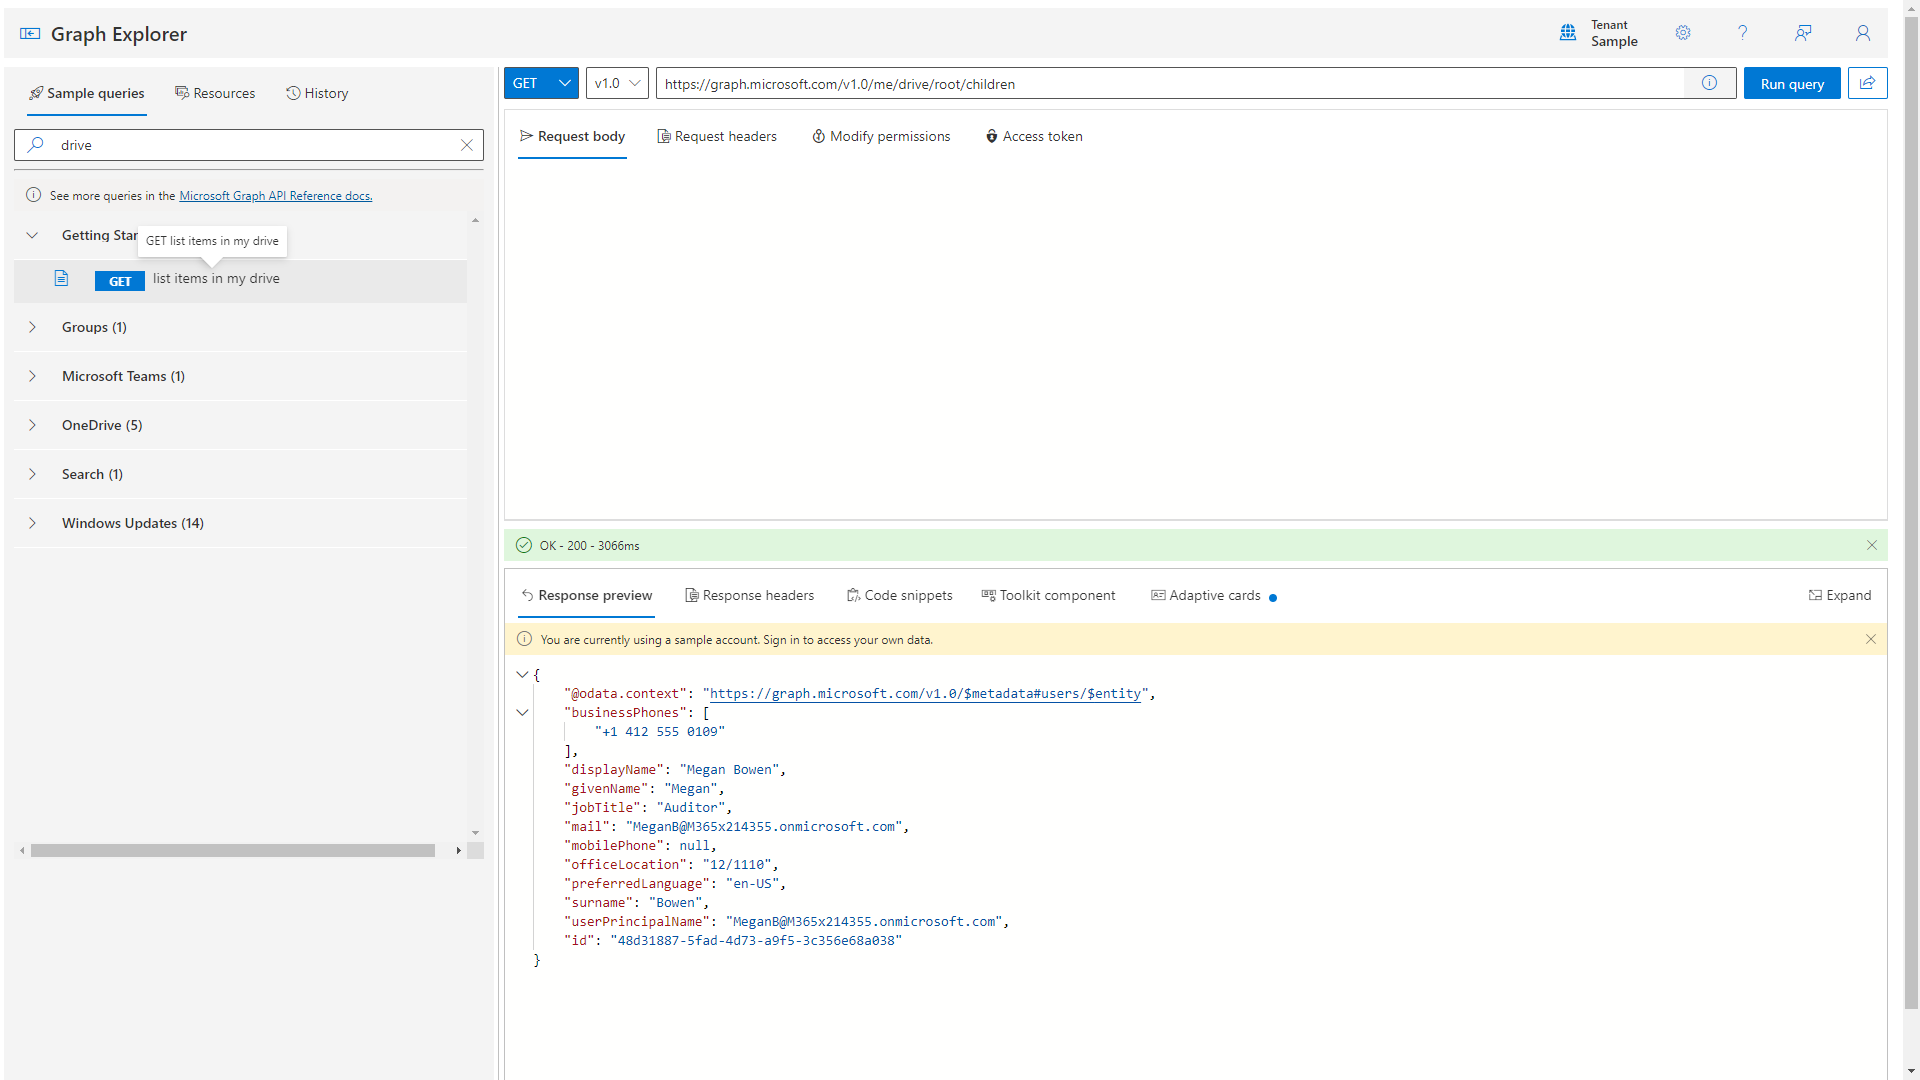 Graph Explorer
Tenant
Sample
Sample queries
Resources
History
drive
See more queries in the Microsoft Graph API Reference docs.
Getting Star
GET list items in my drive
GET list items in my drive
Groups (1)
Microsoft Teams (1)
OneDrive (5)
Search (1)
Windows Updates (14)
GET
v1.0
https://graph.microsoft.com/v1.0/me/drive/root/children
Run query
Request body
Request headers
Modify permissions
Access token
OK - 200 - 3066ms
Response preview
Response headers
Code snippets
Toolkit component
Adaptive cards
Expand
You are currently using a sample account. Sign in to access your own data.
{
"@odata.context": "https://graph.microsoft.com/v1.0/$metadata#users/$entity",
"businessPhones": [
"+1 412 555 0109"
],
"displayName": "Megan Bowen",
"givenName": "Megan",
"jobTitle": "Auditor",
"mail": "MeganB@M365x214355.onmicrosoft.com",
"mobilePhone": null,
"officeLocation": "12/1110",
"preferredLanguage": "en-US",
"surname": "Bowen",
"userPrincipalName": "MeganB@M365x214355.onmicrosoft.com",
"id": "48d31887-5fad-4d73-a9f5-3c356e68a038"
}